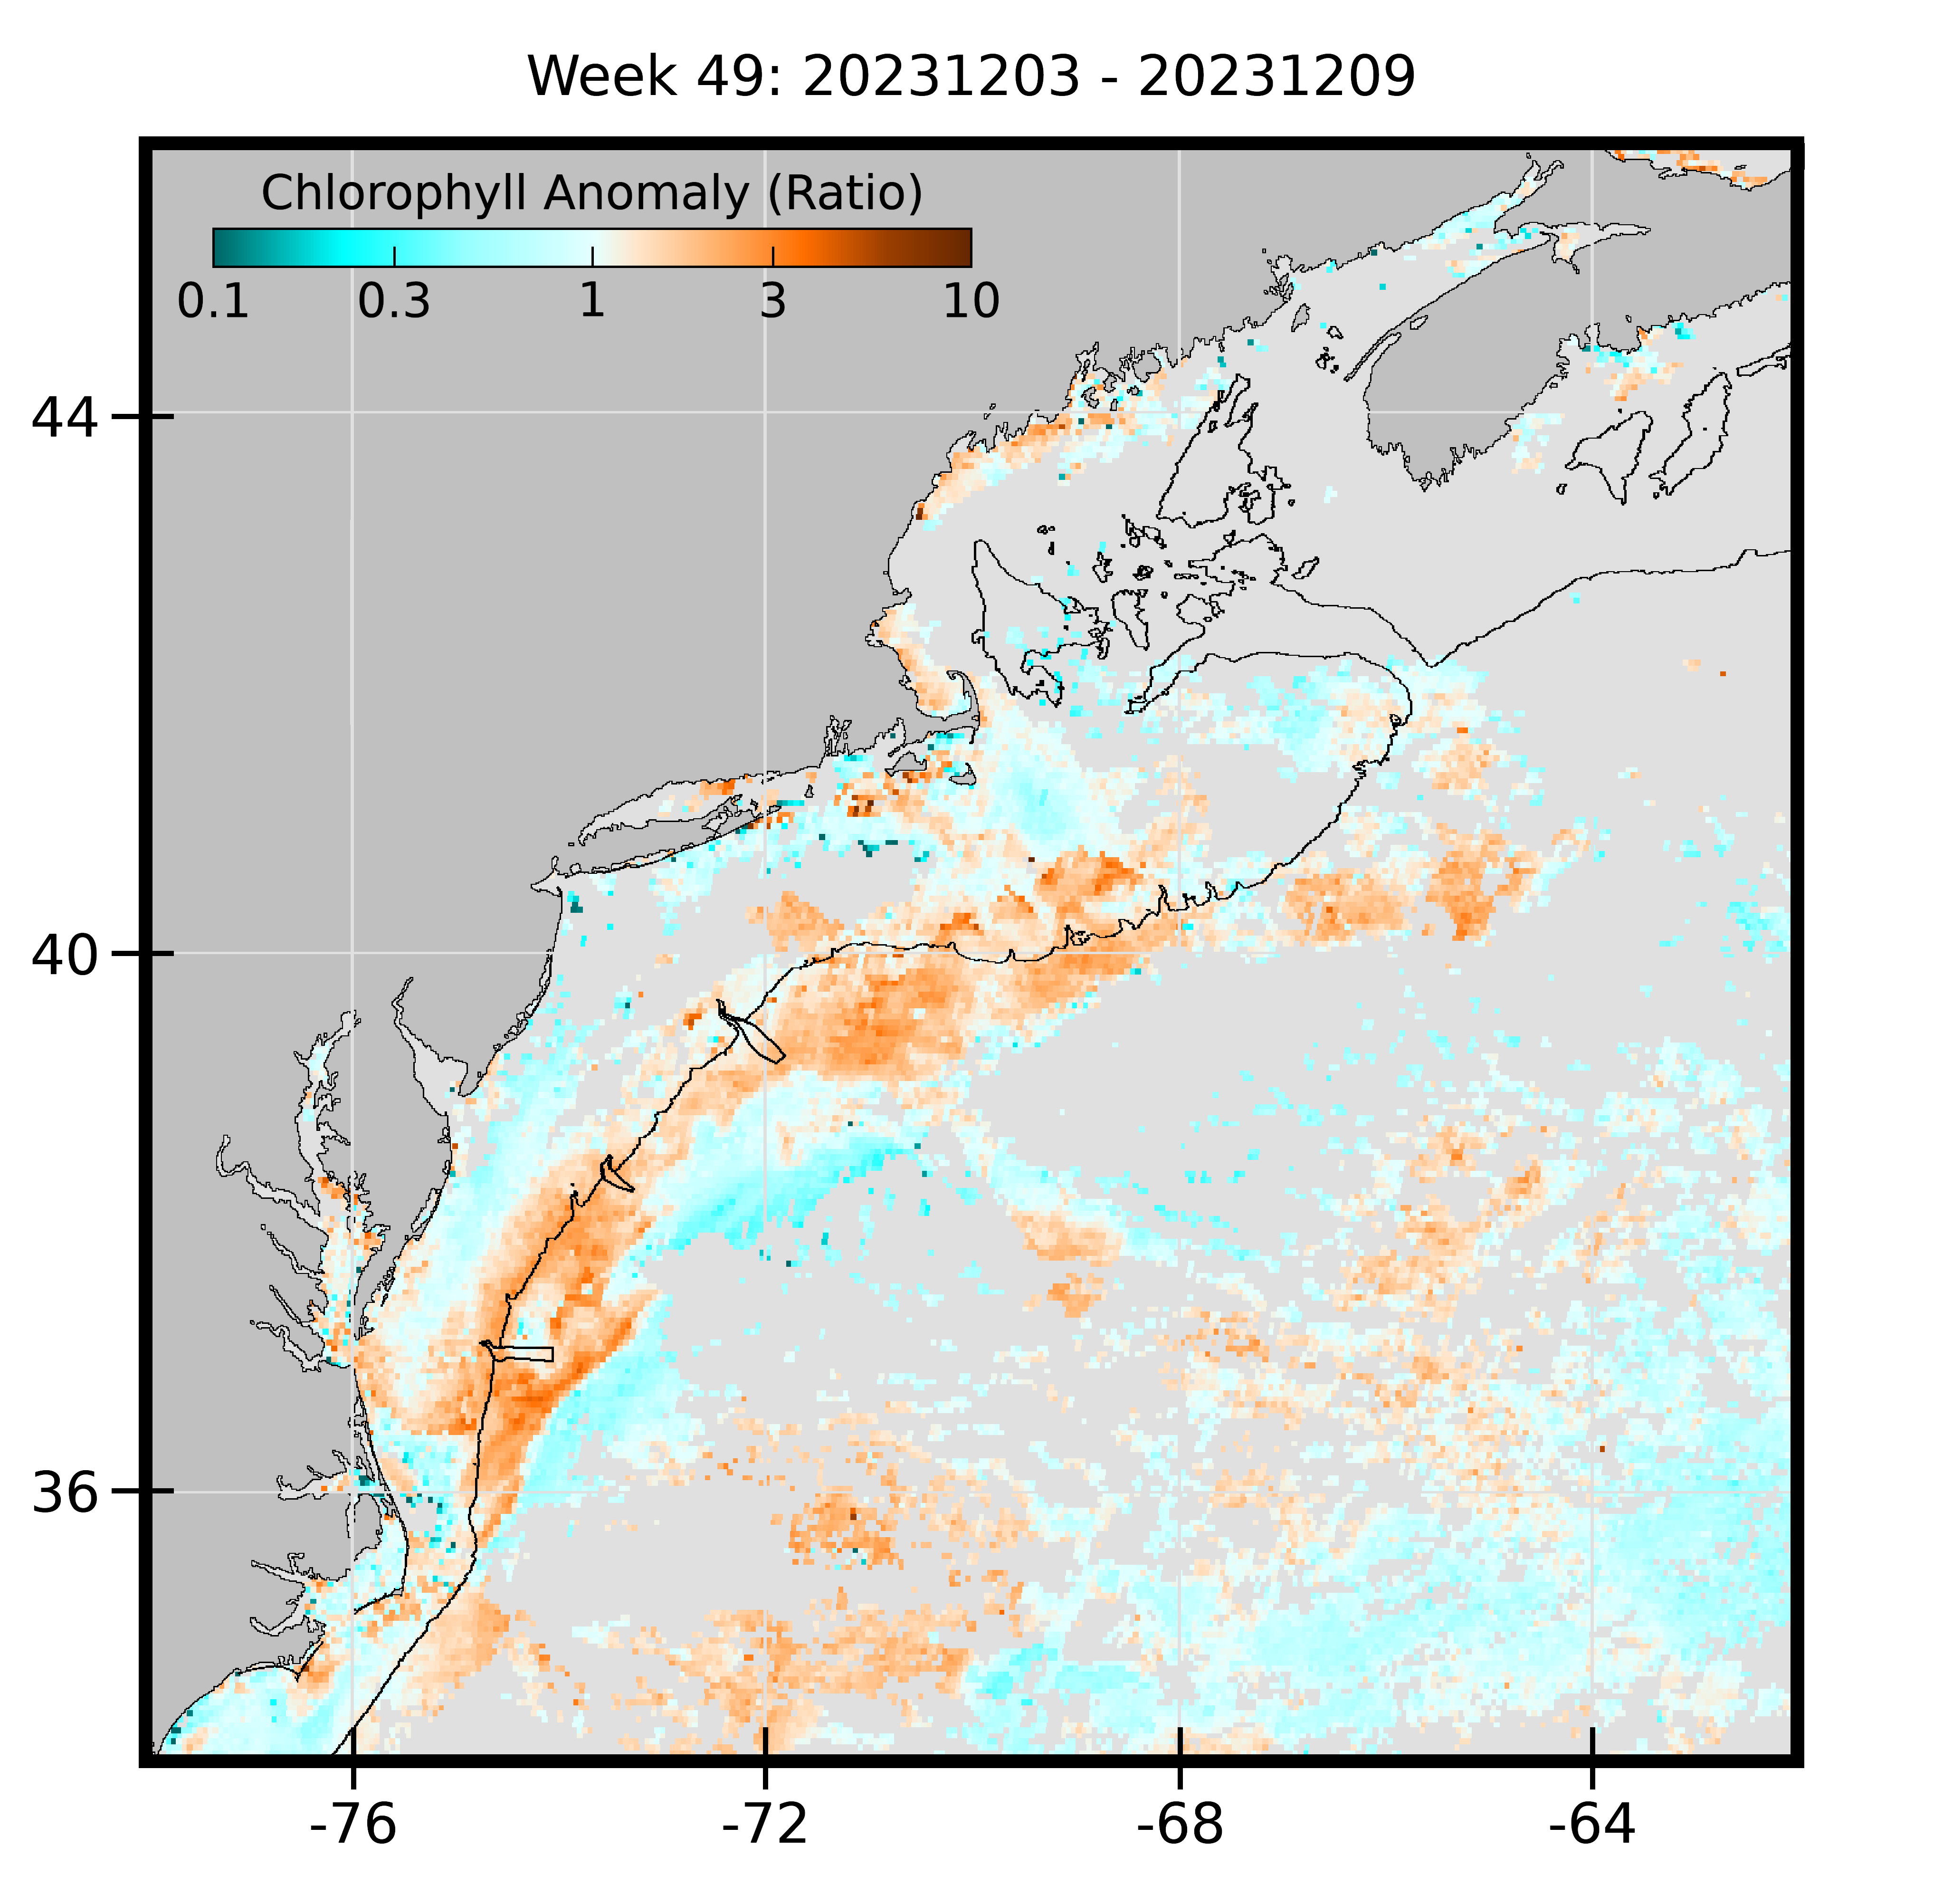 Week 49: 20231203 - 20231209
Chlorophyll Anomaly (Ratio)
0.1 0.3 1 3 10
44
40
36
-76 -72 -68 -64